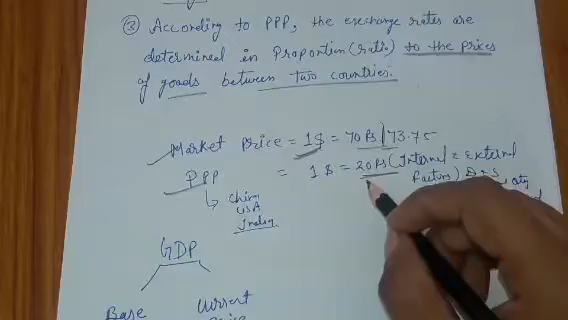 ③ According to PPP, the exchange rates are
determined in Proportion (ratio) to the prices
of goods between two countries.
Market Price = 1$ = 70 Rs | 73.75
PPP = 1$ = 20 Rs (Internal & External
factors) D & S,
China
USA
India
GDP
Base Current
Price